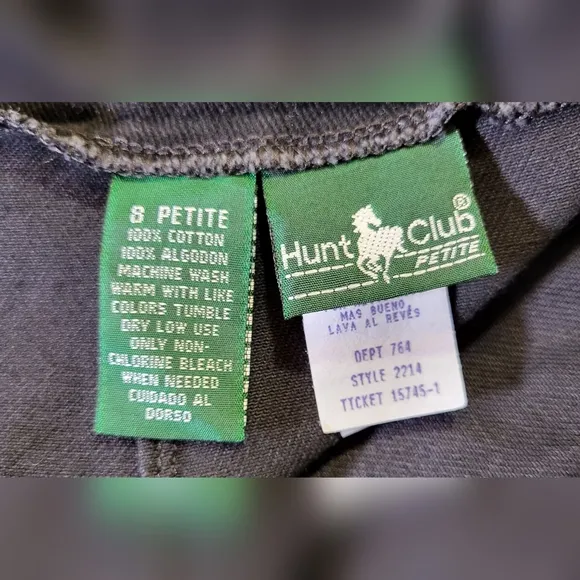 8 PETITE
100% COTTON
100% ALGODON
MACHINE WASH
WARM WITH LIKE
COLORS TUMBLE
DRY LOW USE
ONLY NON-
CHLORINE BLEACH
WHEN NEEDED
CUIDADO AL
DORSO
Hunt Club ®
PETITE
MAS BUENO
LAVA AL REVÉS
DEPT 764
STYLE 2214
TICKET 15745-1